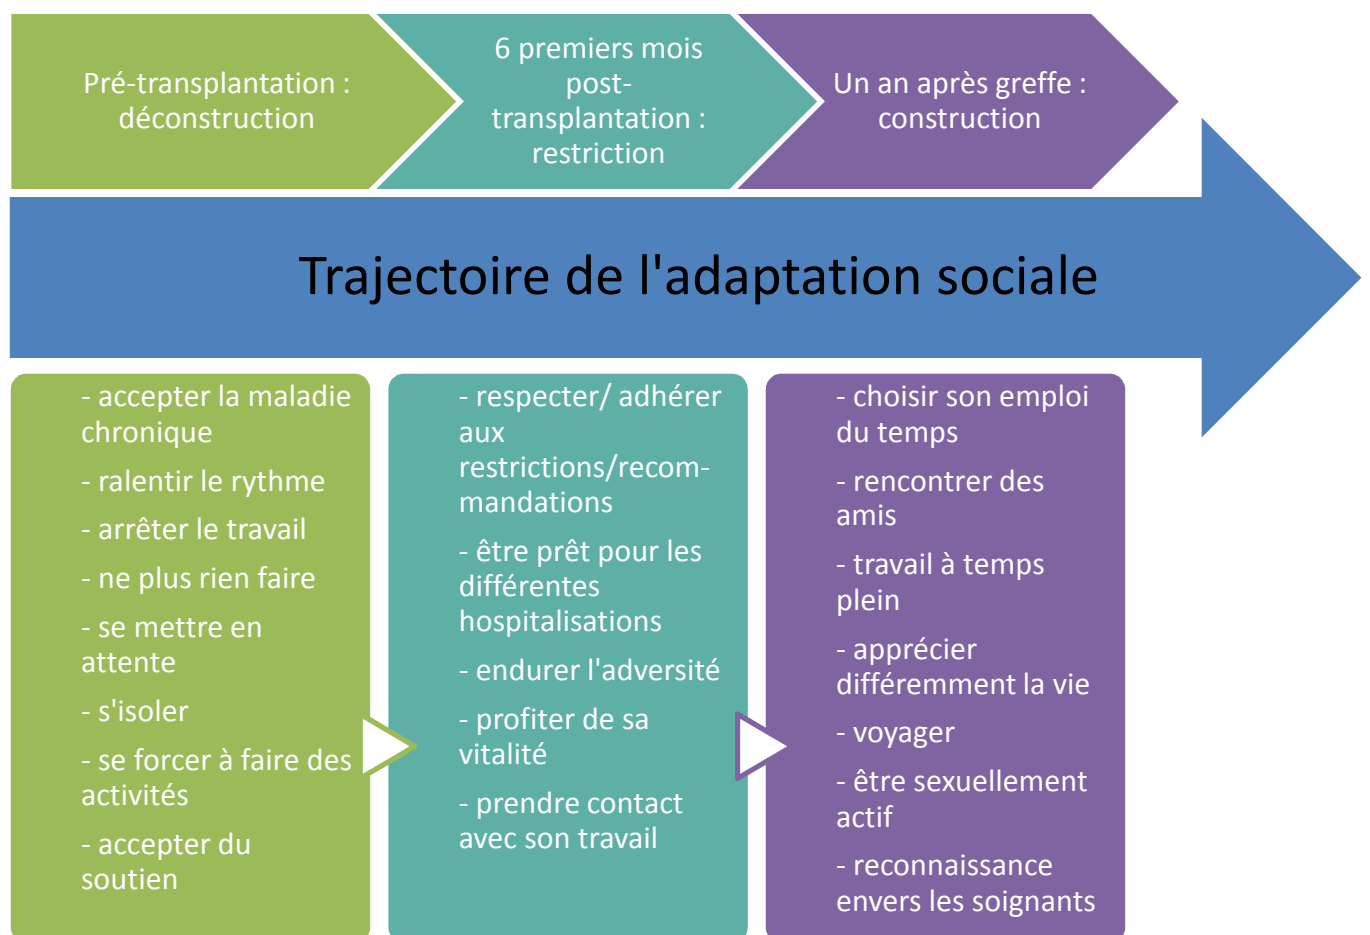 Pré-transplantation :
déconstruction
6 premiers mois
post-
transplantation :
restriction
Un an après greffe :
construction
Trajectoire de l'adaptation sociale
- accepter la maladie
chronique
- ralentir le rythme
- arrêter le travail
- ne plus rien faire
- se mettre en
attente
- s'isoler
- se forcer à faire des
activités
- accepter du
soutien
- respecter/ adhérer
aux
restrictions/recom-
mandations
- être prêt pour les
différentes
hospitalisations
- endurer l'adversité
- profiter de sa
vitalité
- prendre contact
avec son travail
- choisir son emploi
du temps
- rencontrer des
amis
- travail à temps
plein
- apprécier
différemment la vie
- voyager
- être sexuellement
actif
- reconnaissance
envers les soignants